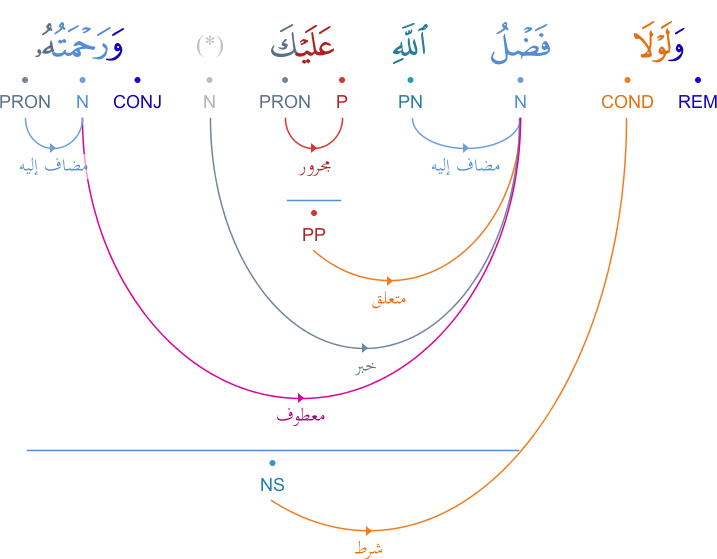 وَلَوْلَا فَضْلُ ٱللَّهِ عَلَيْكَ (*) وَرَحْمَتُهُۥ
REM COND N PN P PRON N CONJ N PRON
مضاف إليه مجرور مضاف إليه
PP
متعلق
خبر
معطوف
NS
شرط